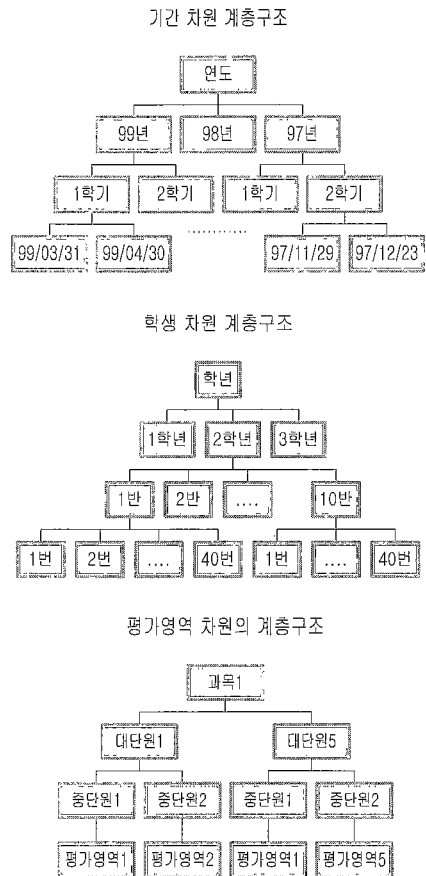 기간 차원 계층구조
연도
99년 98년 97년
1학기 2학기 1학기 2학기
99/03/31 99/04/30 .......... 97/11/29 97/12/23
학생 차원 계층구조
학년
1학년 2학년 3학년
1반 2반 .... 10반
1번 2번 .... 40번 1번 .... 40번
평가영역 차원의 계층구조
과목1
대단원1 대단원5
중단원1 중단원2 중단원1 중단원2
평가영역1 평가영역2 평가영역1 평가영역5